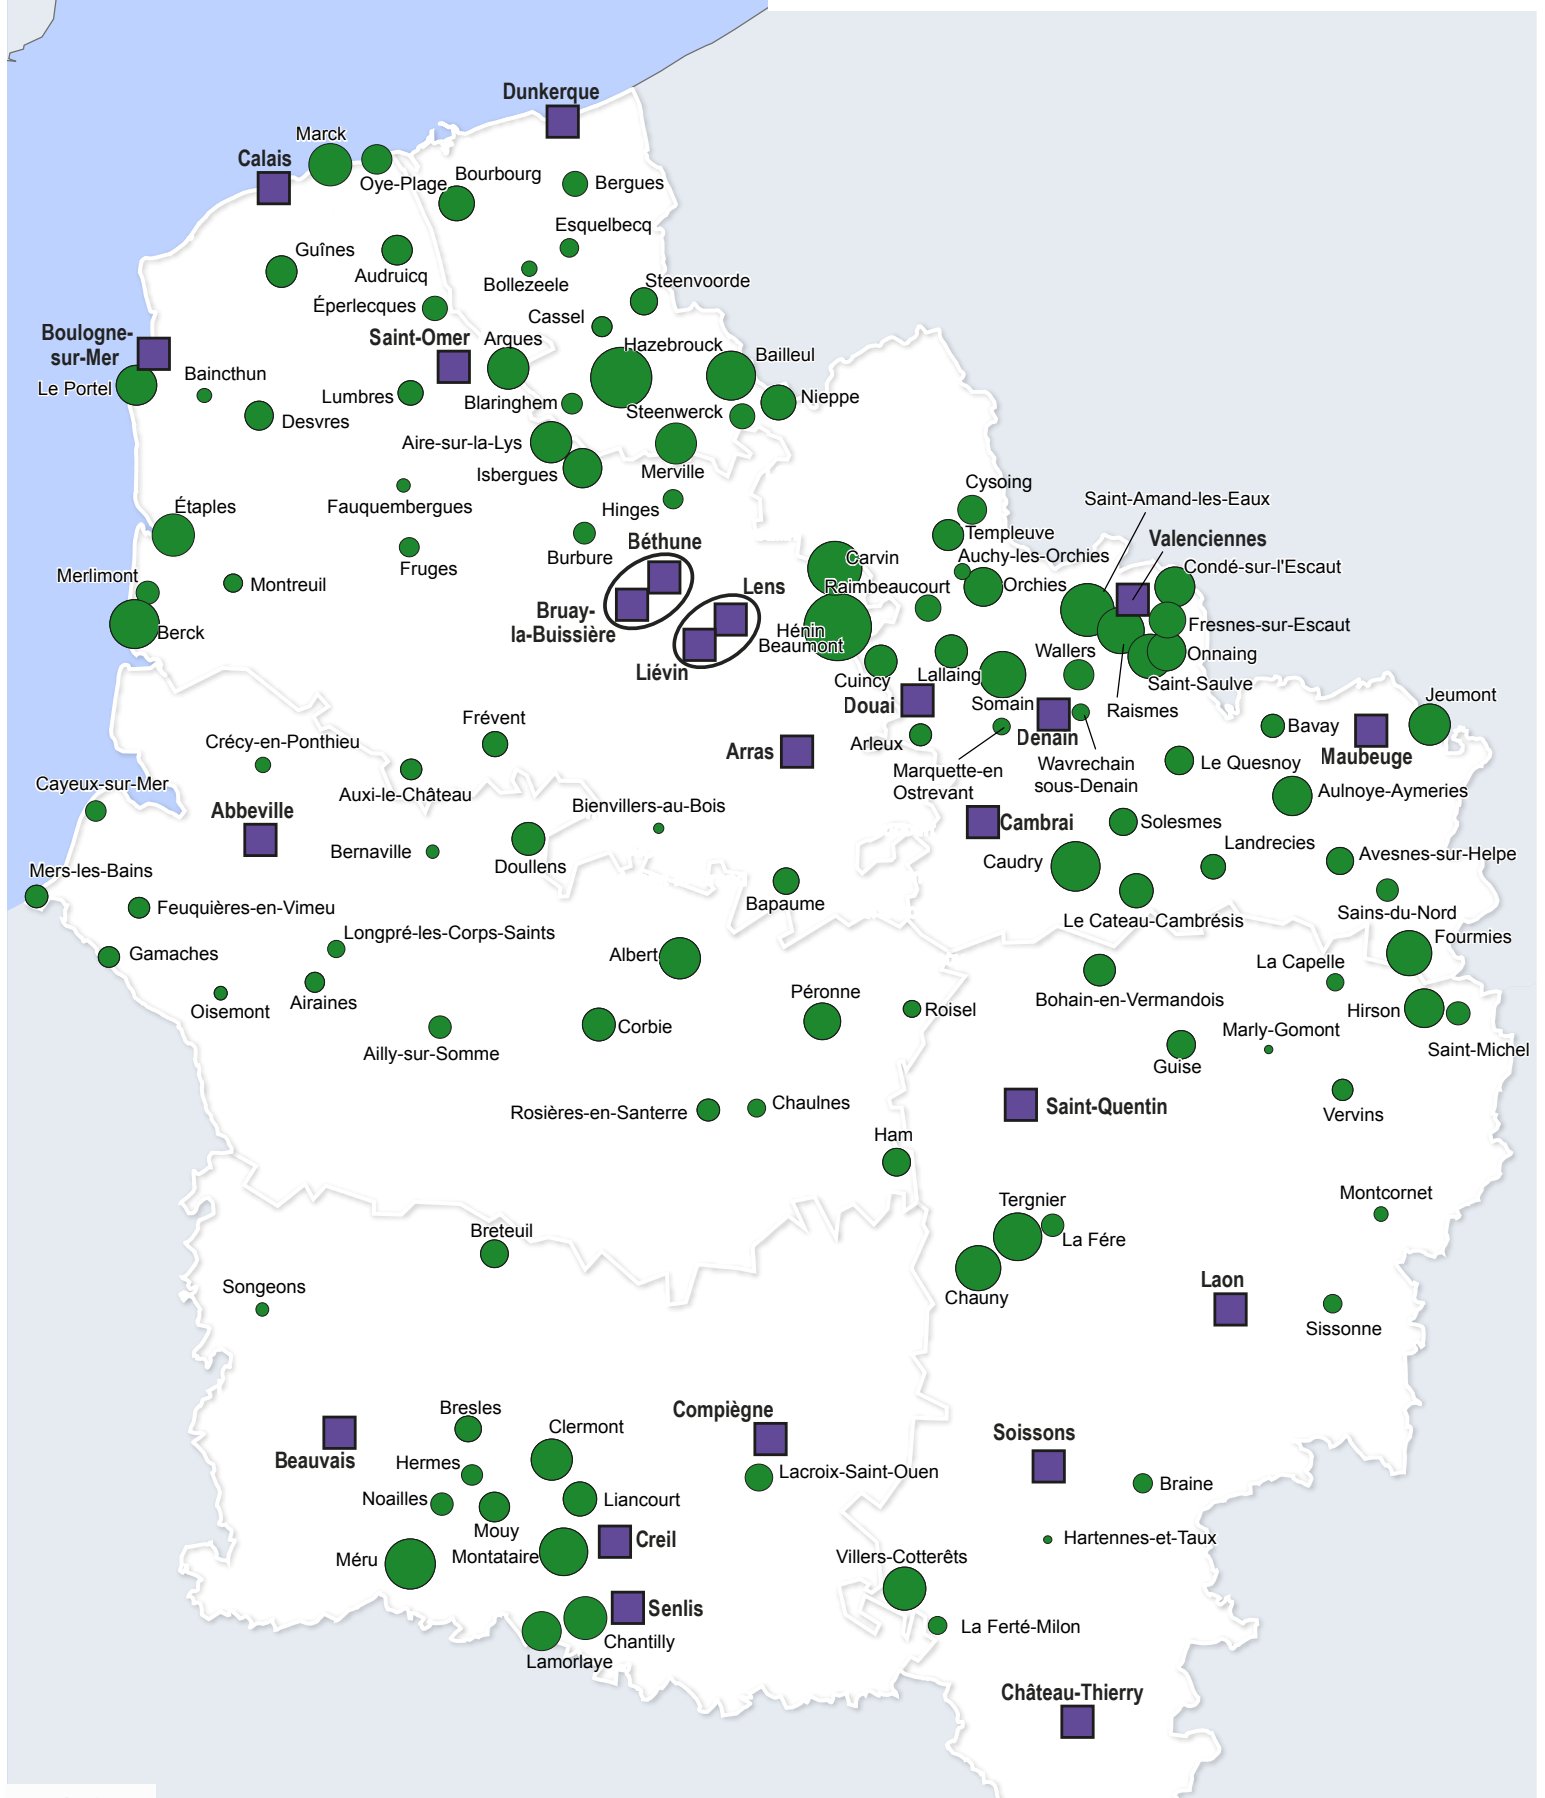 Dunkerque
Marck
Calais
Oye-Plage
Bourbourg
Bergues
Esquelbecq
Guînes
Audruicq
Bollezeele
Steenvoorde
Éperlecques
Cassel
Boulogne-
sur-Mer
Saint-Omer
Arques
Hazebrouck
Bailleul
Baincthun
Le Portel
Lumbres
Blaringhem
Steenwerck
Nieppe
Desvres
Aire-sur-la-Lys
Isbergues
Merville
Cysoing
Fauquembergues
Hinges
Saint-Amand-les-Eaux
Étaples
Templeuve
Valenciennes
Burbure
Béthune
Fruges
Carvin
Auchy-les-Orchies
Condé-sur-l'Escaut
Merlimont
Montreuil
Lens
Raimbeaucourt
Orchies
Bruay-
la-Buissière
Berck
Hénin
Beaumont
Fresnes-sur-Escaut
Wallers
Onnaing
Liévin
Cuincy
Lallaing
Saint-Saulve
Jeumont
Douai
Somain
Raismes
Frévent
Bavay
Crécy-en-Ponthieu
Arras
Arleux
Denain
Maubeuge
Marquette-en
Ostrevant
Wavrechain
sous-Denain
Le Quesnoy
Cayeux-sur-Mer
Auxi-le-Château
Aulnoye-Aymeries
Abbeville
Bienvillers-au-Bois
Cambrai
Solesmes
Bernaville
Doullens
Landrecies
Avesnes-sur-Helpe
Mers-les-Bains
Caudry
Bapaume
Feuquières-en-Vimeu
Le Cateau-Cambrésis
Sains-du-Nord
Longpré-les-Corps-Saints
Fourmies
Gamaches
Albert
La Capelle
Airaines
Péronne
Bohain-en-Vermandois
Oisemont
Roisel
Hirson
Corbie
Marly-Gomont
Ailly-sur-Somme
Guise
Saint-Michel
Rosières-en-Santerre
Chaulnes
Saint-Quentin
Vervins
Ham
Montcornet
Tergnier
Breteuil
La Fére
Songeons
Chauny
Laon
Sissonne
Bresles
Compiègne
Clermont
Soissons
Beauvais
Hermes
Lacroix-Saint-Ouen
Braine
Noailles
Liancourt
Mouy
Creil
Hartennes-et-Taux
Méru
Montataire
Villers-Cotterêts
Senlis
La Ferté-Milon
Chantilly
Lamorlaye
Château-Thierry